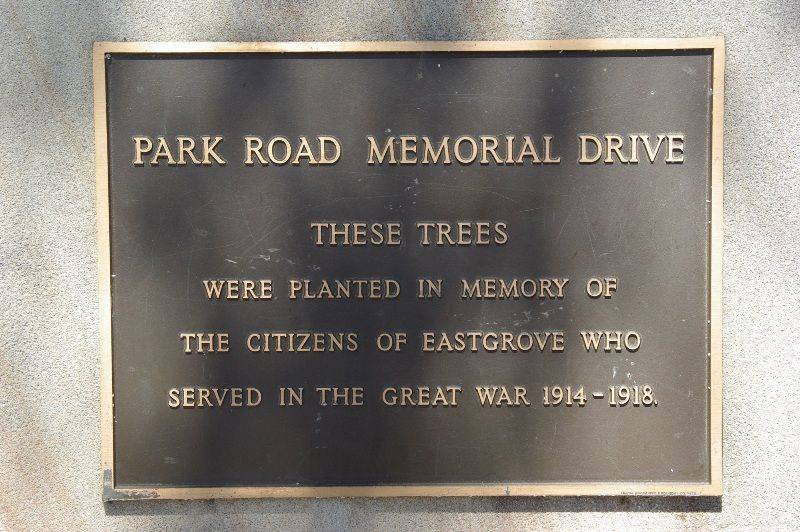 PARK ROAD MEMORIAL DRIVE
THESE TREES
WERE PLANTED IN MEMORY OF
THE CITIZENS OF EASTGROVE WHO
SERVED IN THE GREAT WAR 1914-1918.